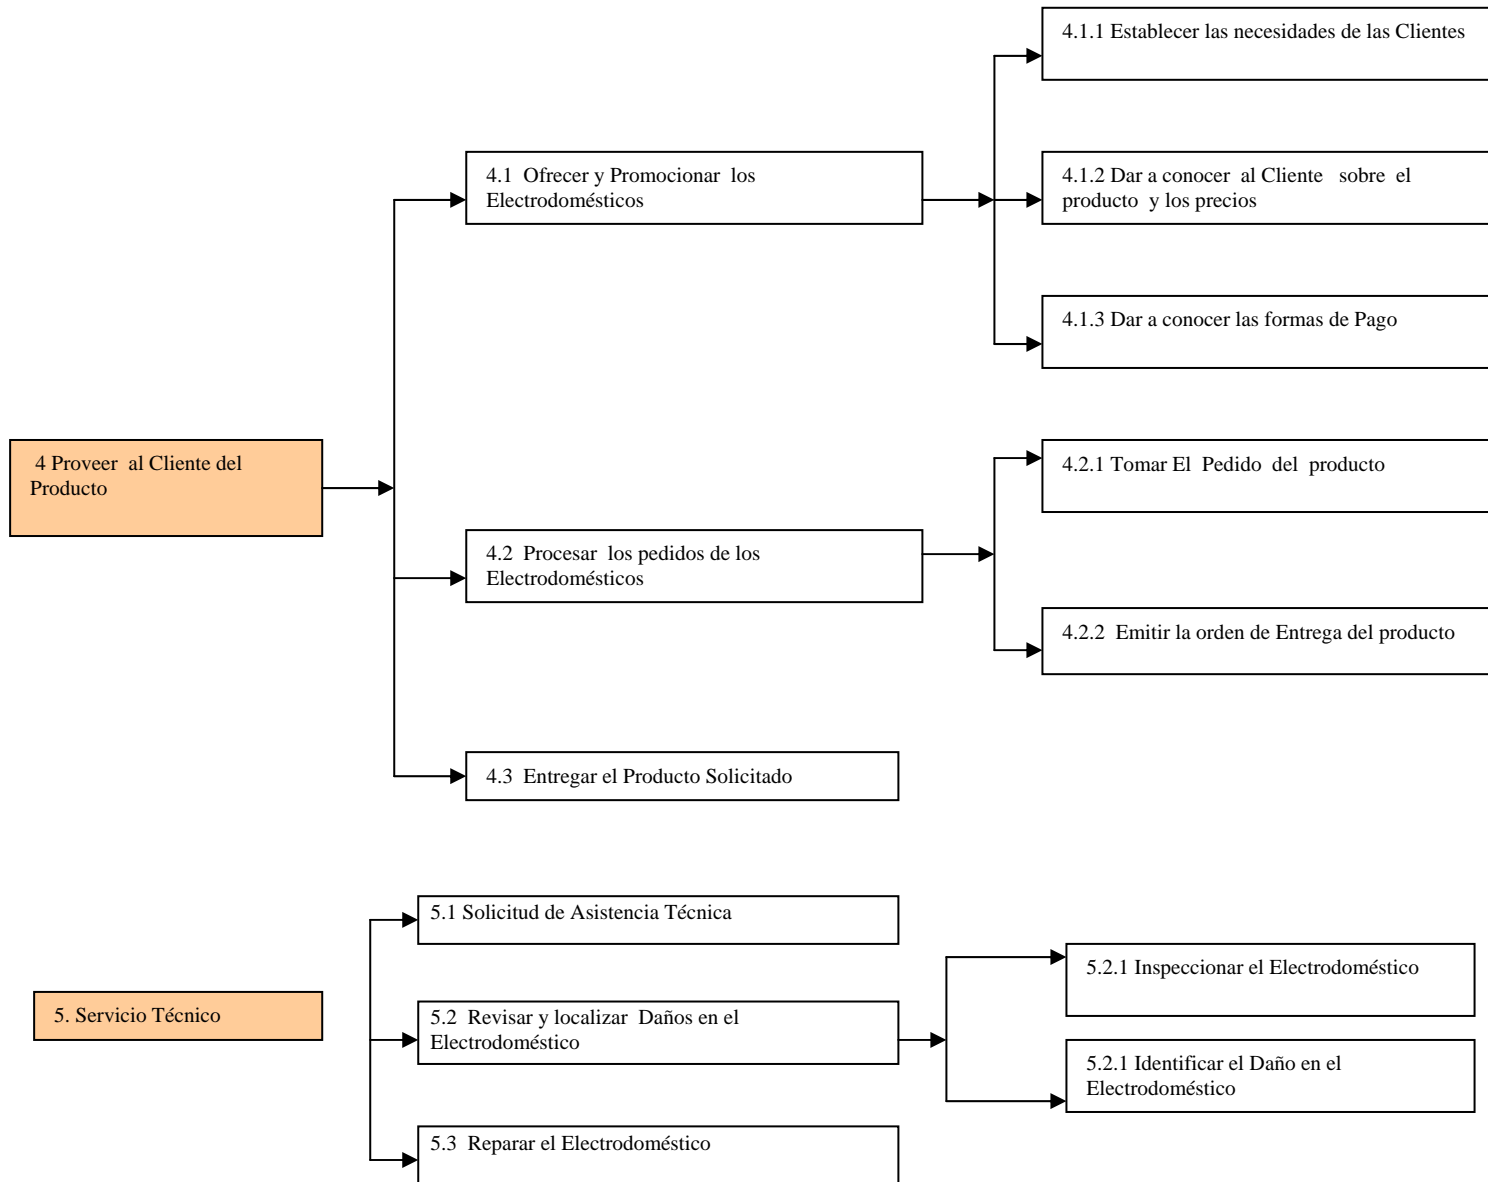 4.1.1 Establecer las necesidades de las Clientes
4.1 Ofrecer y Promocionar los
Electrodomésticos
4.1.2 Dar a conocer al Cliente sobre el
producto y los precios
4.1.3 Dar a conocer las formas de Pago
4 Proveer al Cliente del
Producto
4.2.1 Tomar El Pedido del producto
4.2 Procesar los pedidos de los
Electrodomésticos
4.2.2 Emitir la orden de Entrega del producto
4.3 Entregar el Producto Solicitado
5.1 Solicitud de Asistencia Técnica
5. Servicio Técnico
5.2 Revisar y localizar Daños en el
Electrodoméstico
5.2.1 Inspeccionar el Electrodoméstico
5.2.1 Identificar el Daño en el
Electrodoméstico
5.3 Reparar el Electrodoméstico